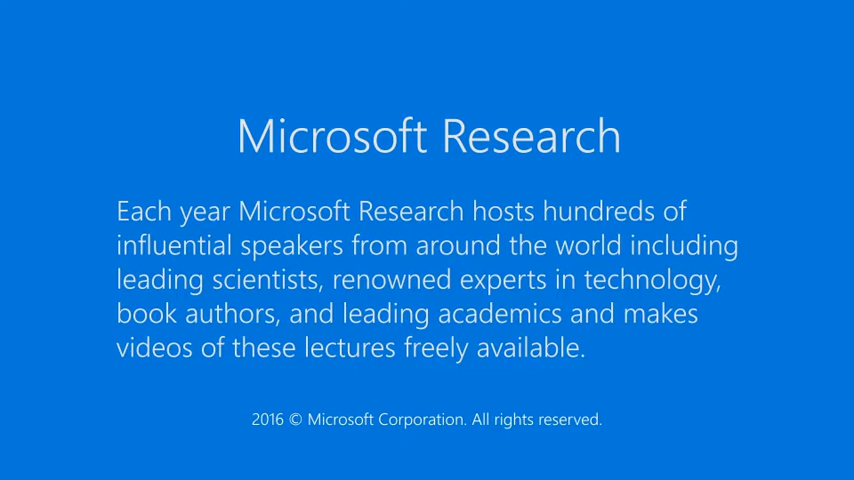 Microsoft Research
Each year Microsoft Research hosts hundreds of
influential speakers from around the world including
leading scientists, renowned experts in technology,
book authors, and leading academics and makes
videos of these lectures freely available.
2016 © Microsoft Corporation. All rights reserved.